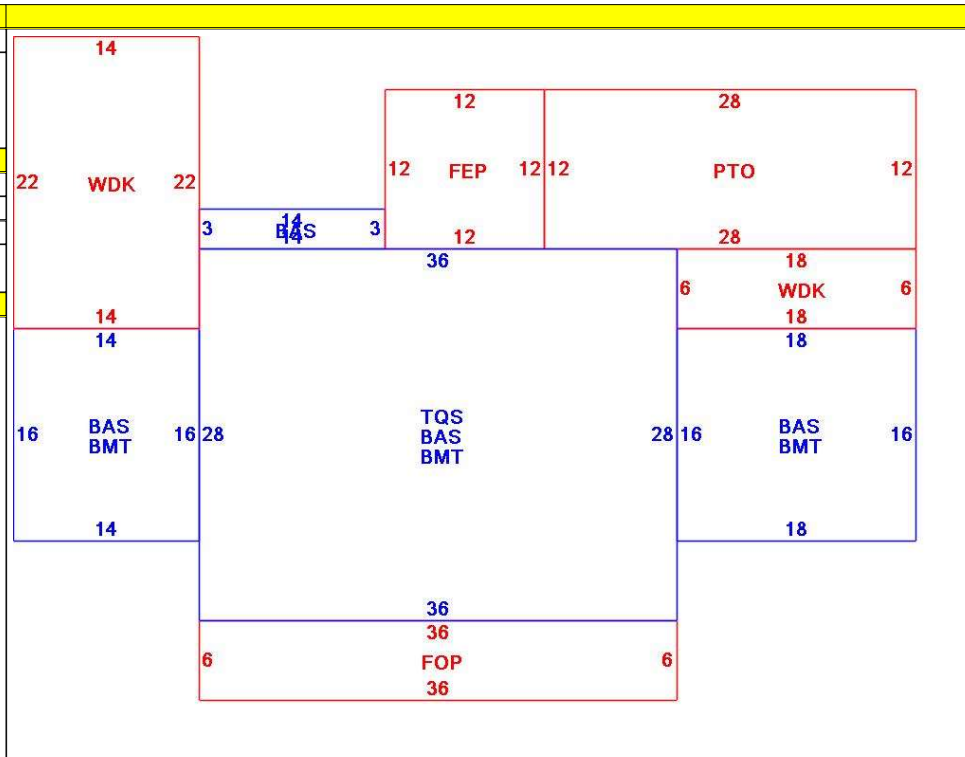 14
12 28
22 WDK 22
12 FEP 12 12 PTO 12
3 14 3
BAS
14
12 28
36 18
6 WDK 6
14 18
14 18
16 BAS 16 28 TQS 28 16 BAS 16
BMT BAS BMT
BMT
14 18
36
36
6 FOP 6
36